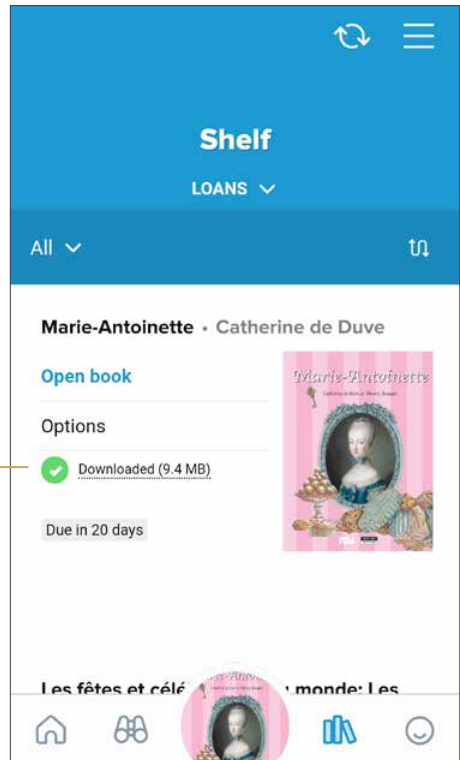 Shelf
LOANS
All
Marie-Antoinette • Catherine de Duve
Open book
Marie-Antoinette
Options
Downloaded (9.4 MB)
Due in 20 days
Les fêtes et célé monde: Les